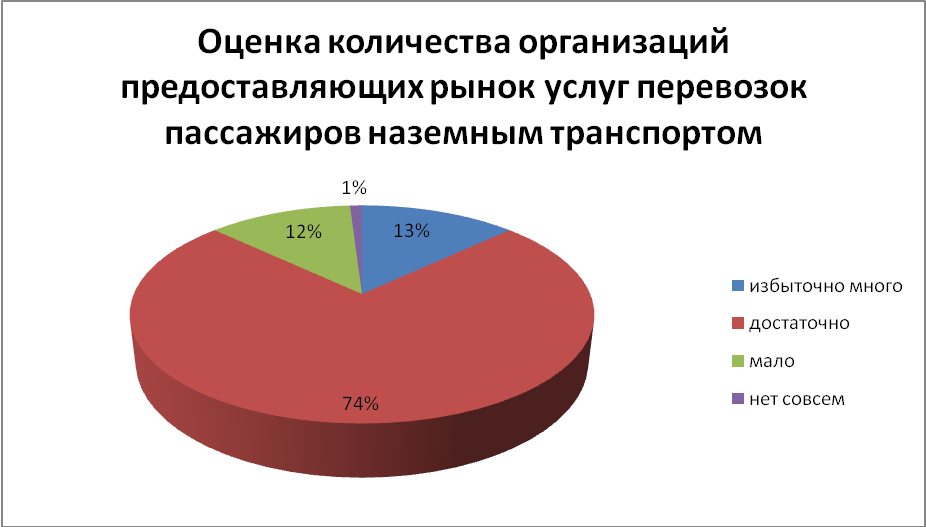 Оценка количества организаций
предоставляющих рынок услуг перевозок
пассажиров наземным транспортом
1%
12%
13%
74%
избыточно много
достаточно
мало
нет совсем